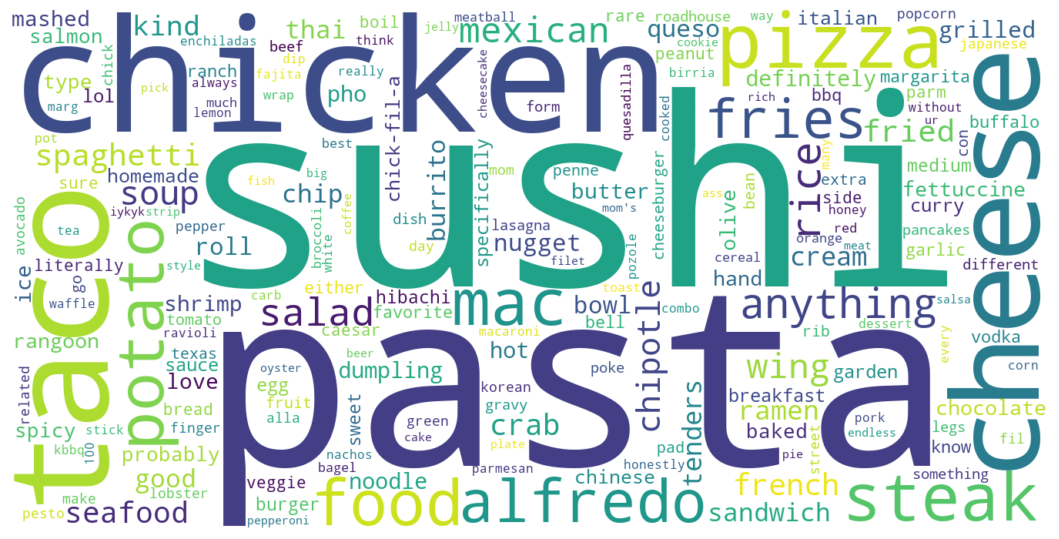 mashed
kind
thai
boil
meatball
jelly
mexican
rare
roadhouse
way
italian
popcorn
salmon
enchiladas
beef
think
queso
cookie
pizza
grilled
japanese
chicken
type
chick
ranch
dip
always
really
fajita
wrap
pho
chick-fil-a
cheesecake
form
quesadilla
cooked
peanut
birria
definitely
margarita
parm
without
ur
marg
lol
pick
much
lemon
rich
bbq
fries
fried
buffalo
con
cheese
pot
spaghetti
best
mom
penne
many
medium
sushi
sure
homemade
big
fish
chip
burrito
specifically
butter
cheeseburger
ass
bean
olive
rice
extra
side
honey
fettuccine
curry
avocado
taco
soup
iykyk
strip
broccoli
white
coffee
dish
day
lasagna
mom's
red
pancakes
tea
potato
pepper
roll
nugget
filet
pozole
orange
meat
garlic
ice
literally
go
style
either
toast
hand
cereal
cream
different
waffle
shrimp
carb
hibachi
favorite
mac
bowl
chipotle
combo
anything
dessert
salsa
every
rangoon
tomato
ravioli
salad
caesar
macaroni
bell
rib
vodka
corn
related
texas
sauce
love
beer
dumpling
hot
poke
wing
garden
pasta
bread
finger
oyster
egg
fruit
alla
korean
gravy
breakfast
chocolate
spicy
stick
sweet
green
cake
crab
tenders
ramen
pork
endless
legs
fil
kbbq
100
probably
nachos
bagel
plate
pad
baked
pie
street
know
good
veggie
noodle
parmesan
chinese
honestly
french
something
make
lobster
burger
food
alfredo
sandwich
steak
pesto
seafood
pepperoni